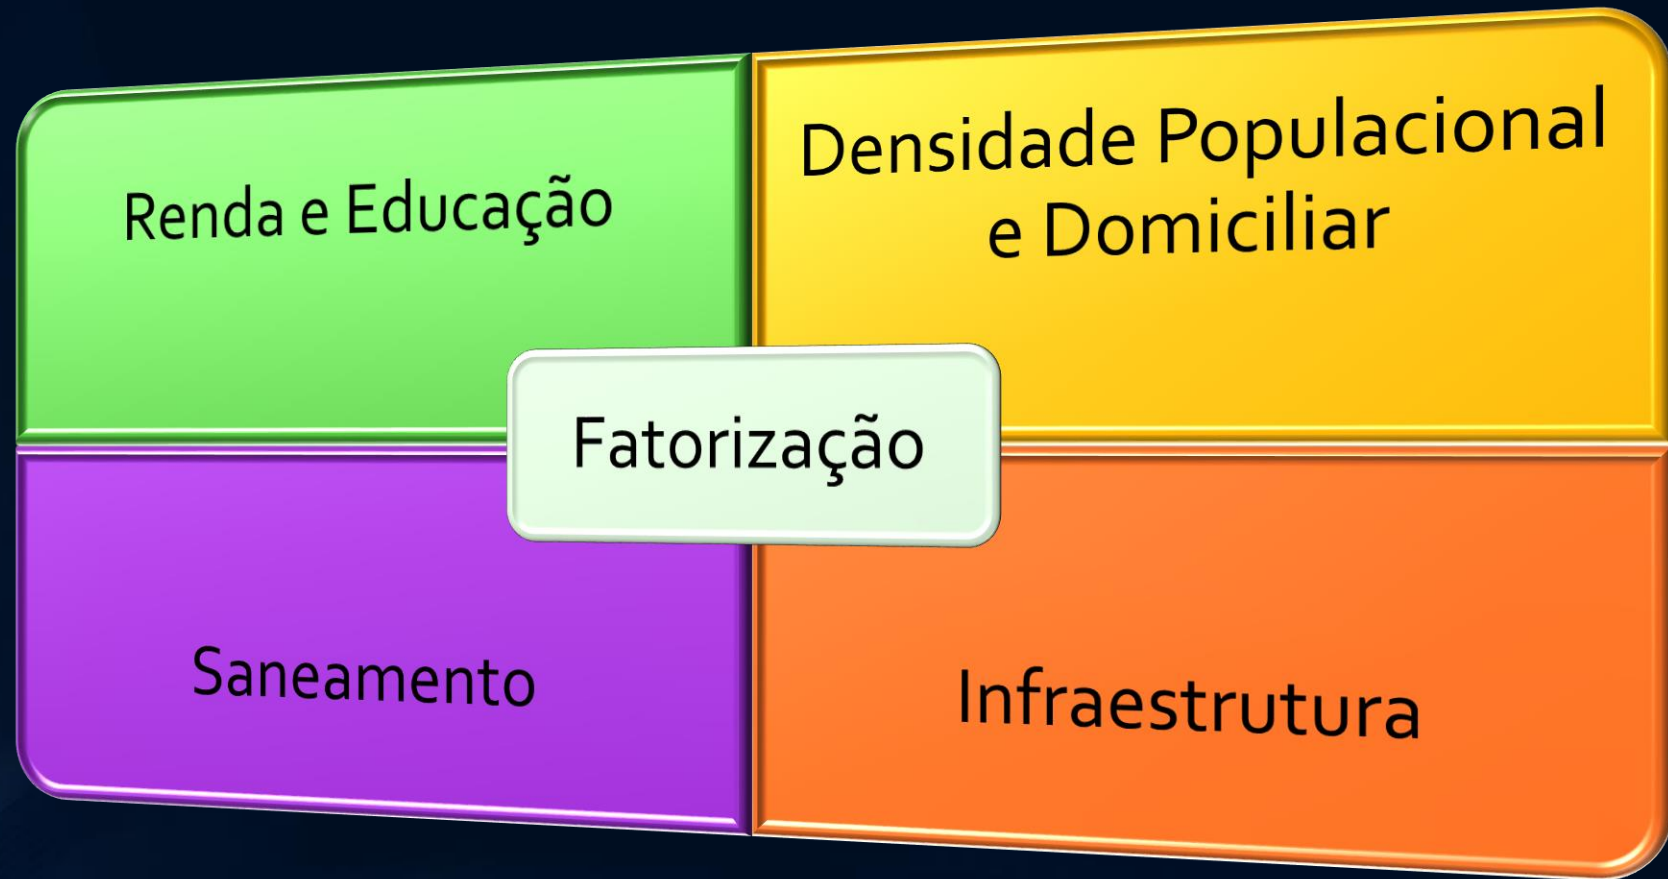 Renda e Educação
Densidade Populacional
e Domiciliar
Fatorização
Saneamento
Infraestrutura